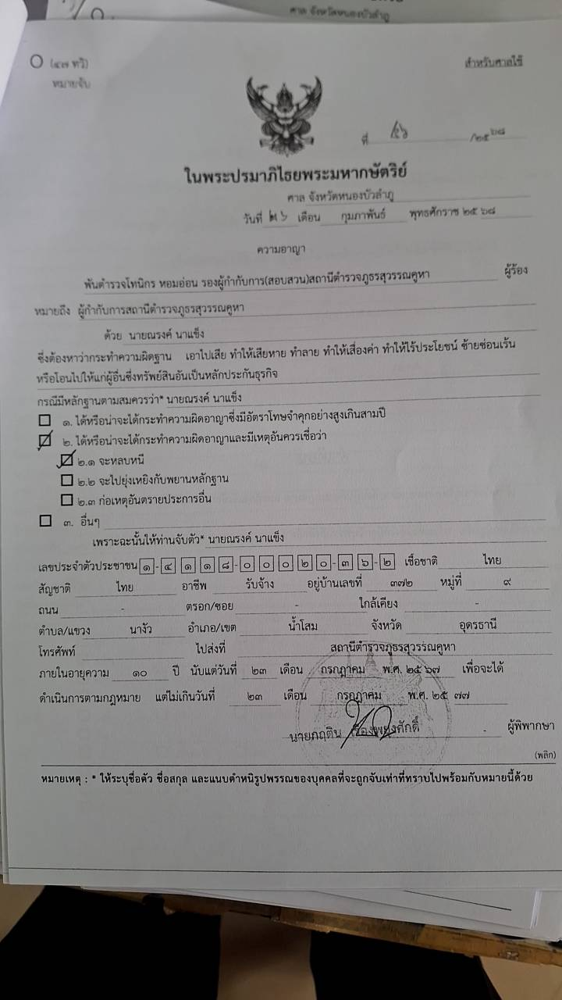 ศาล จังหวัดหนองบัวลำภู
(๔๗ ทวิ)
สำหรับศาลใช้
หมายจับ
ที่ /๒๕๖๘
ในพระปรมาภิไธยพระมหากษัตริย์
ศาล จังหวัดหนองบัวลำภู
วันที่ ๒๖ เดือน กุมภาพันธ์ พุทธศักราช ๒๕๖๘
ความอาญา
พันตำรวจโทนิกร หอมอ่อน รองผู้กำกับการ(สอบสวน)สถานีตำรวจภูธรสุวรรณคูหา ผู้ร้อง
หมายถึง ผู้กำกับการสถานีตำรวจภูธรสุวรรณคูหา
ด้วย นายณรงค์ นาแข็ง
ซึ่งต้องหาว่ากระทำความผิดฐาน เอาไปเสีย ทำให้เสียหาย ทำลาย ทำให้เสื่องค่า ทำให้ไร้ประโยชน์ ซ้ายซ่อนเร้น
หรือโอนไปให้แก่ผู้อื่นซึ่งทรัพย์สินอันเป็นหลักประกันธุรกิจ
กรณีมีหลักฐานตามสมควรว่า* นายณรงค์ นาแข็ง
๑. ได้หรือน่าจะได้กระทำความผิดอาญาซึ่งมีอัตราโทษจำคุกอย่างสูงเกินสามปี
๒. ได้หรือน่าจะได้กระทำความผิดอาญาและมีเหตุอันควรเชื่อว่า
๒.๑ จะหลบหนี
๒.๒ จะไปยุ่งเหยิงกับพยานหลักฐาน
๒.๓ ก่อเหตุอันตรายประการอื่น
๓. อื่นๆ
เพราะฉะนั้นให้ท่านจับตัว* นายณรงค์ นาแข็ง
เลขประจำตัวประชาชน ๑-๔๑๑๘-๐๐๐๒๐-๓๖-๒ เชื้อชาติ ไทย
สัญชาติ ไทย อาชีพ รับจ้าง อยู่บ้านเลขที่ ๓๗๒ หมู่ที่ ๙
ถนน - ตรอก/ซอย - ใกล้เคียง -
ตำบล/แขวง นางัว อำเภอ/เขต น้ำโสม จังหวัด อุดรธานี
โทรศัพท์ ไปส่งที่ สถานีตำรวจภูธรสุวรรณคูหา
ภายในอายุความ ๑๐ ปี นับแต่วันที่ ๒๓ เดือน กรกฎาคม พ.ศ. ๒๕๖๗ เพื่อจะได้
ดำเนินการตามกฎหมาย แต่ไม่เกินวันที่ ๒๓ เดือน กรกฎาคม พ.ศ. ๒๕ ๗๗
นายกฤติน เรืองพงศักดิ์ - ผู้พิพากษา
(พลิก)
หมายเหตุ : * ให้ระบุชื่อตัว ชื่อสกุล และแนบตำหนิรูปพรรณของบุคคลที่จะถูกจับเท่าที่ทราบไปพร้อมกับหมายนี้ด้วย